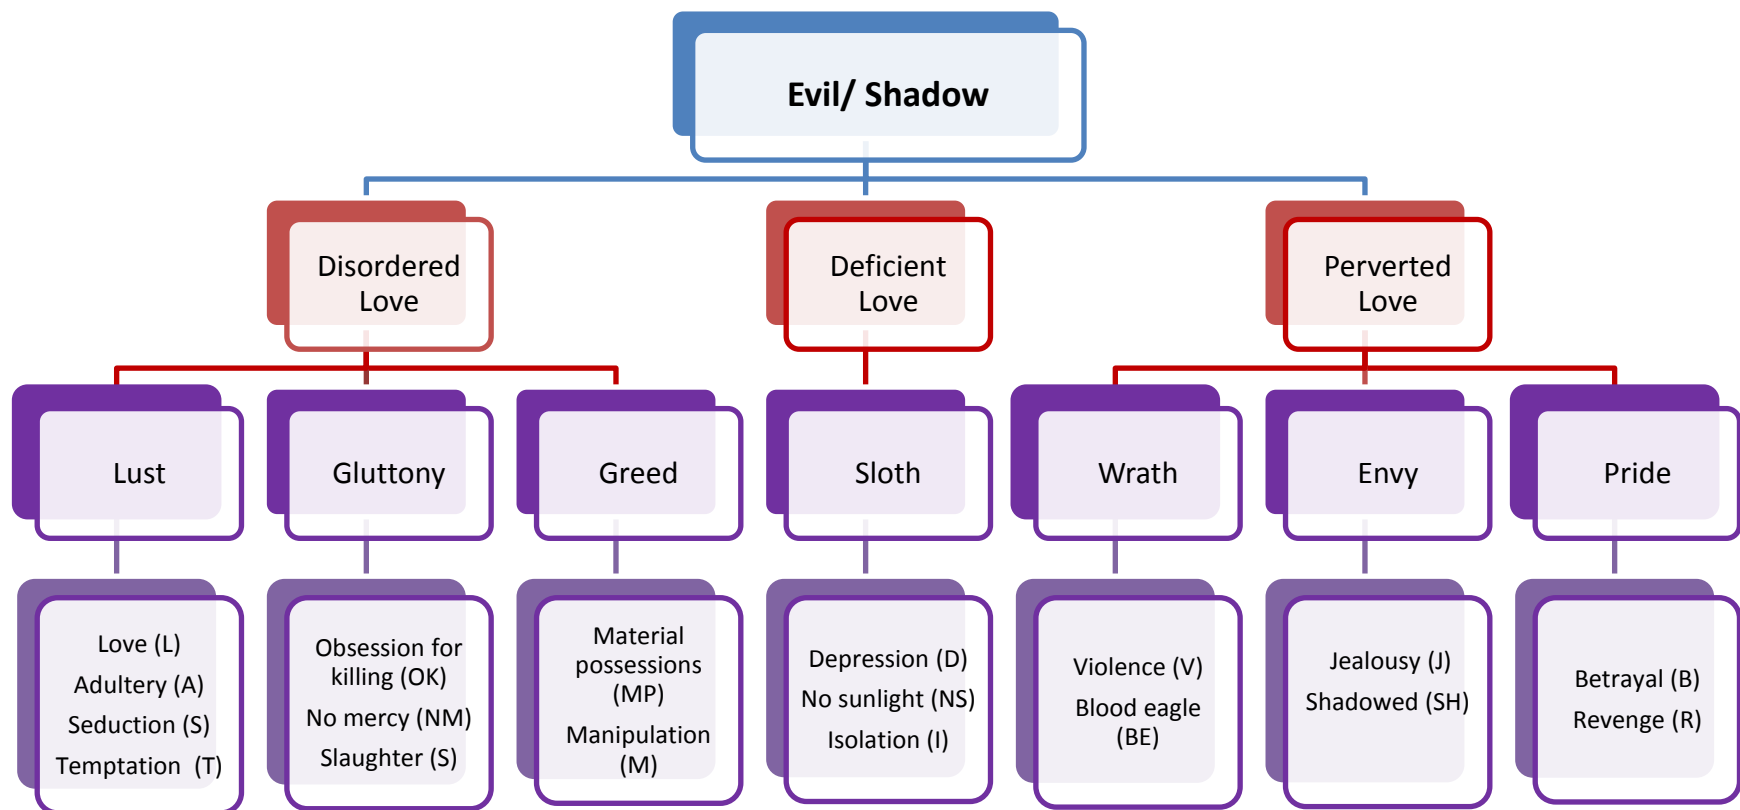 Evil/ Shadow
Disordered
Love
Deficient
Love
Perverted
Love
Lust
Gluttony
Greed
Sloth
Wrath
Envy
Pride
Love (L)
Adultery (A)
Seduction (S)
Temptation (T)
Obsession for
killing (OK)
No mercy (NM)
Slaughter (S)
Material
possessions
(MP)
Manipulation
(M)
Depression (D)
No sunlight (NS)
Isolation (I)
Violence (V)
Blood eagle
(BE)
Jealousy (J)
Shadowed (SH)
Betrayal (B)
Revenge (R)